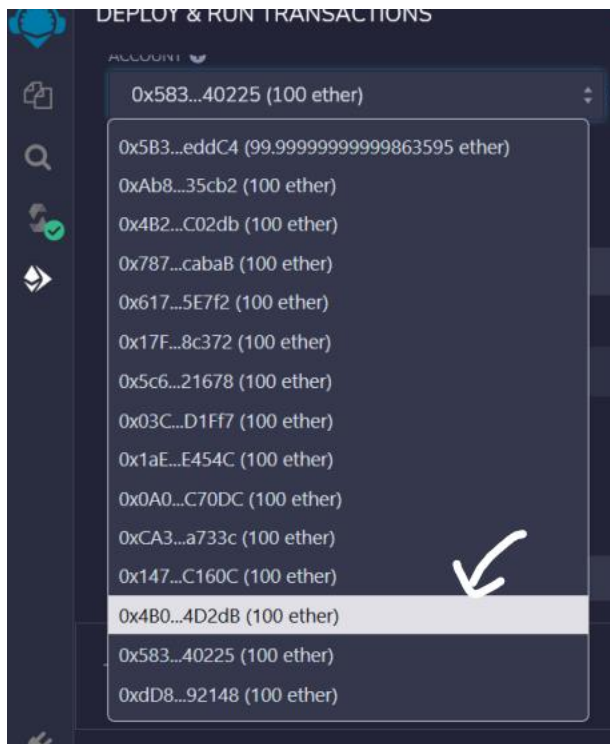 DEPLOY & RUN TRANSACTIONS
ACCOUNT
0x583...40225 (100 ether)
0x5B3...eddC4 (99.99999999999863595 ether)
0xAb8...35cb2 (100 ether)
0x4B2...C02db (100 ether)
0x787...cabaB (100 ether)
0x617...5E7f2 (100 ether)
0x17F...8c372 (100 ether)
0x5c6...21678 (100 ether)
0x03C...D1Ff7 (100 ether)
0x1aE...E454C (100 ether)
0x0A0...C70DC (100 ether)
0xCA3...a733c (100 ether)
0x147...C160C (100 ether)
0x4B0...4D2dB (100 ether)
0x583...40225 (100 ether)
0xdD8...92148 (100 ether)